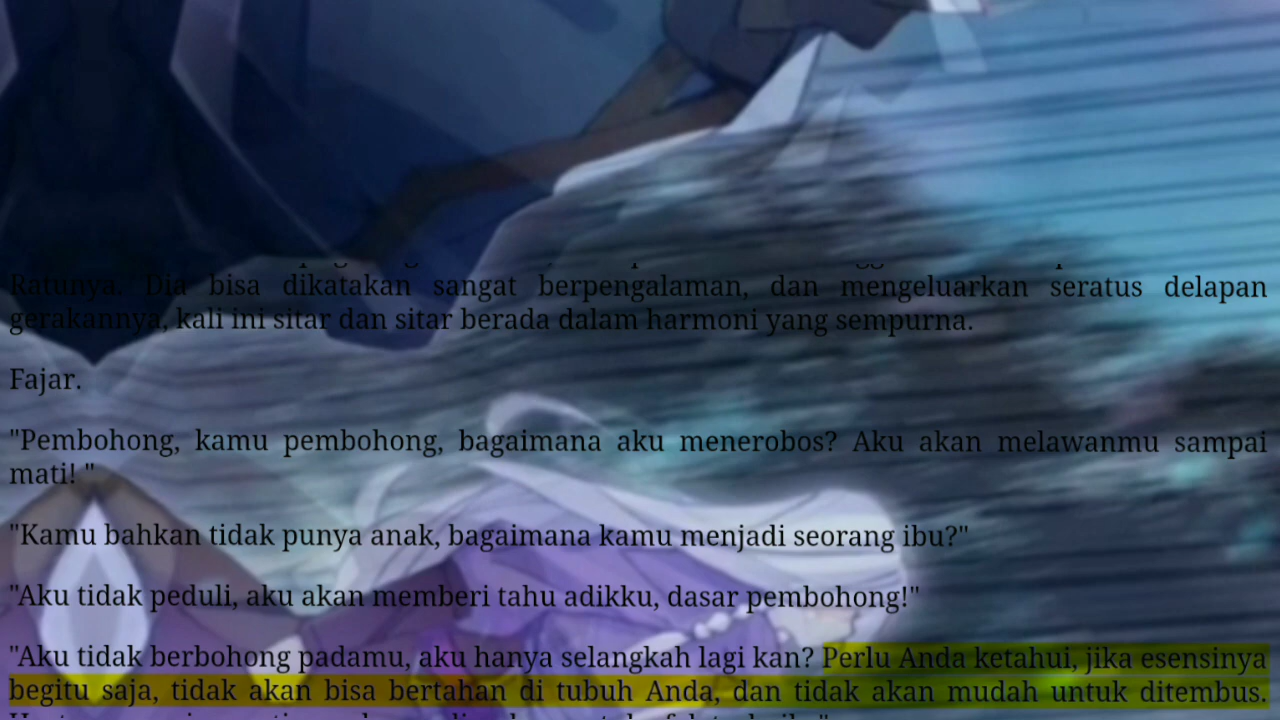 Ratunya. Dia bisa dikatakan sangat berpengalaman, dan mengeluarkan seratus delapan
gerakannya, kali ini sitar dan sitar berada dalam harmoni yang sempurna.
Fajar.
"Pembohong, kamu pembohong, bagaimana aku menerobos? Aku akan melawanmu sampai
mati! "
"Kamu bahkan tidak punya anak, bagaimana kamu menjadi seorang ibu?"
"Aku tidak peduli, aku akan memberi tahu adikku, dasar pembohong!"
"Aku tidak berbohong padamu, aku hanya selangkah lagi kan? Perlu Anda ketahui, jika esensinya
begitu saja, tidak akan bisa bertahan di tubuh Anda, dan tidak akan mudah untuk ditembus.